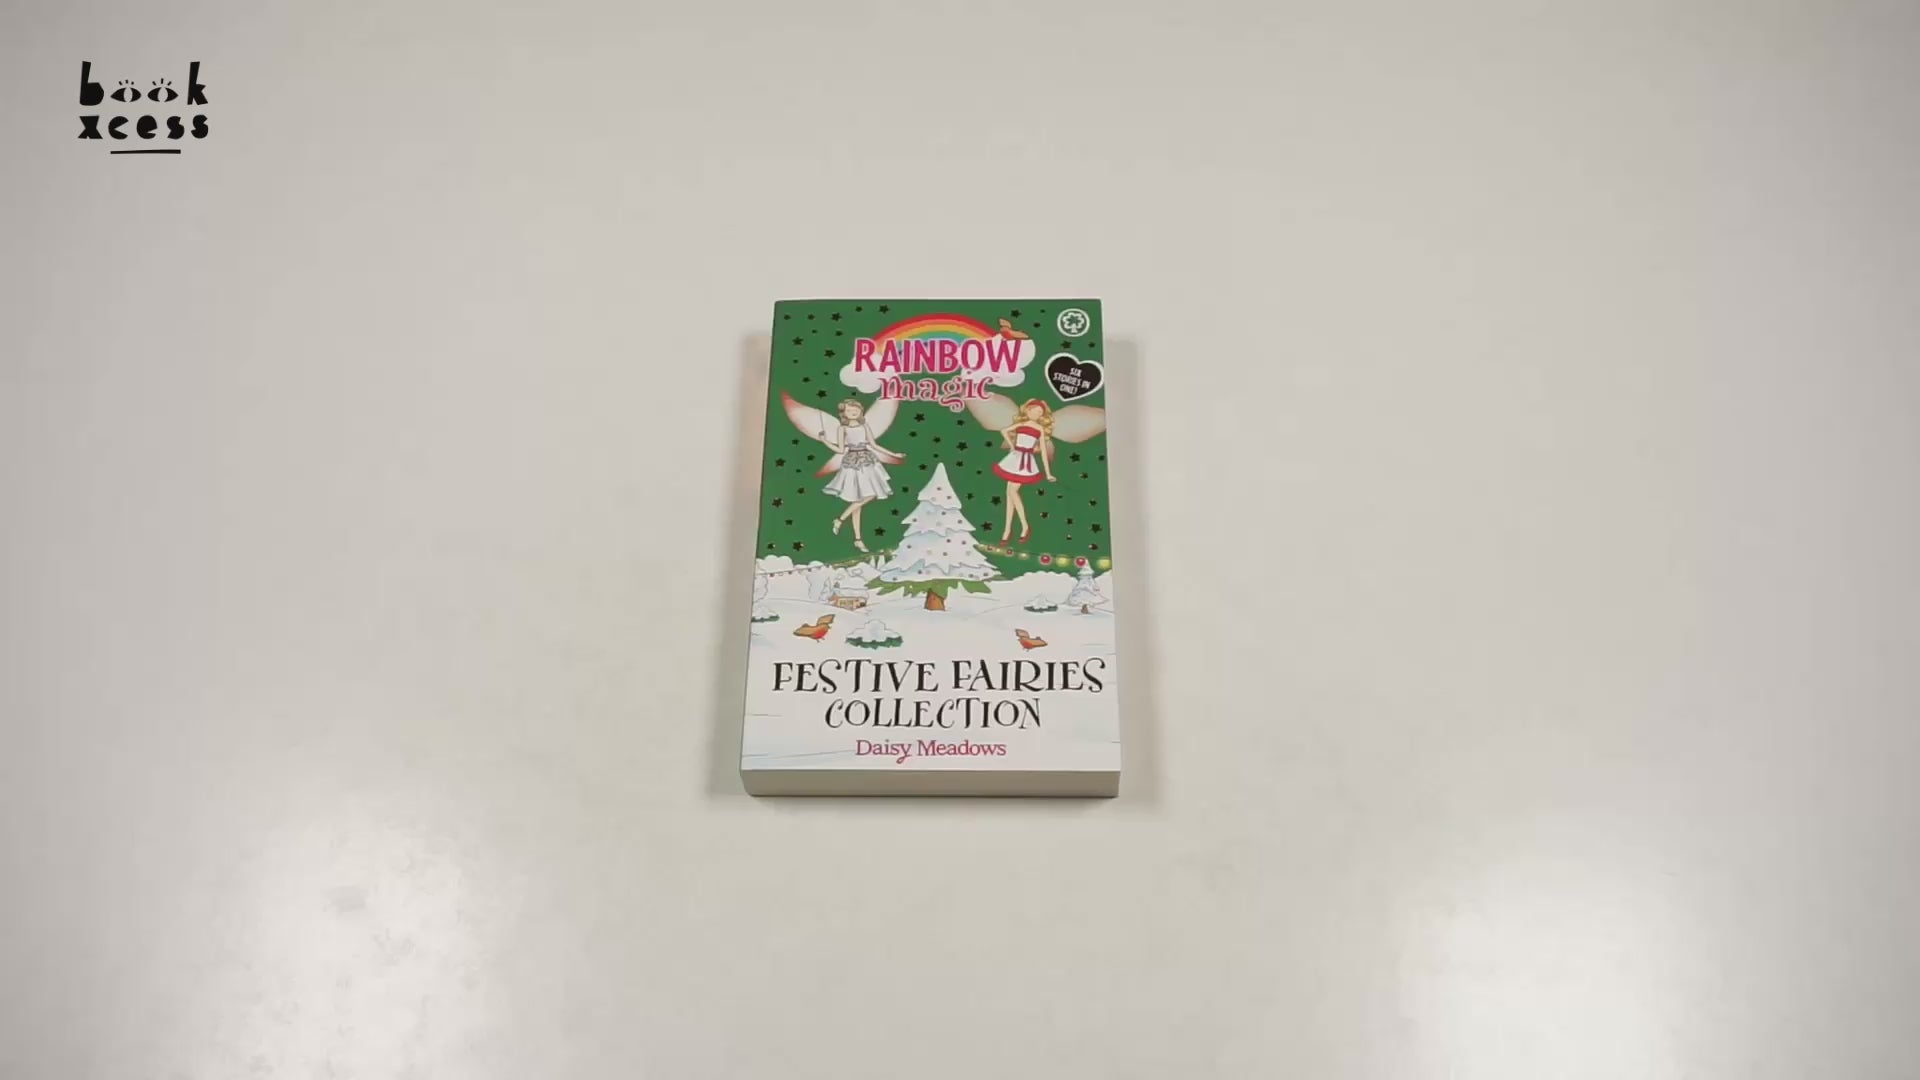 book
xcess
RAINBOW
magic
SIX
STORIES IN
ONE!
FESTIVE FAIRIES
COLLECTION
Daisy Meadows